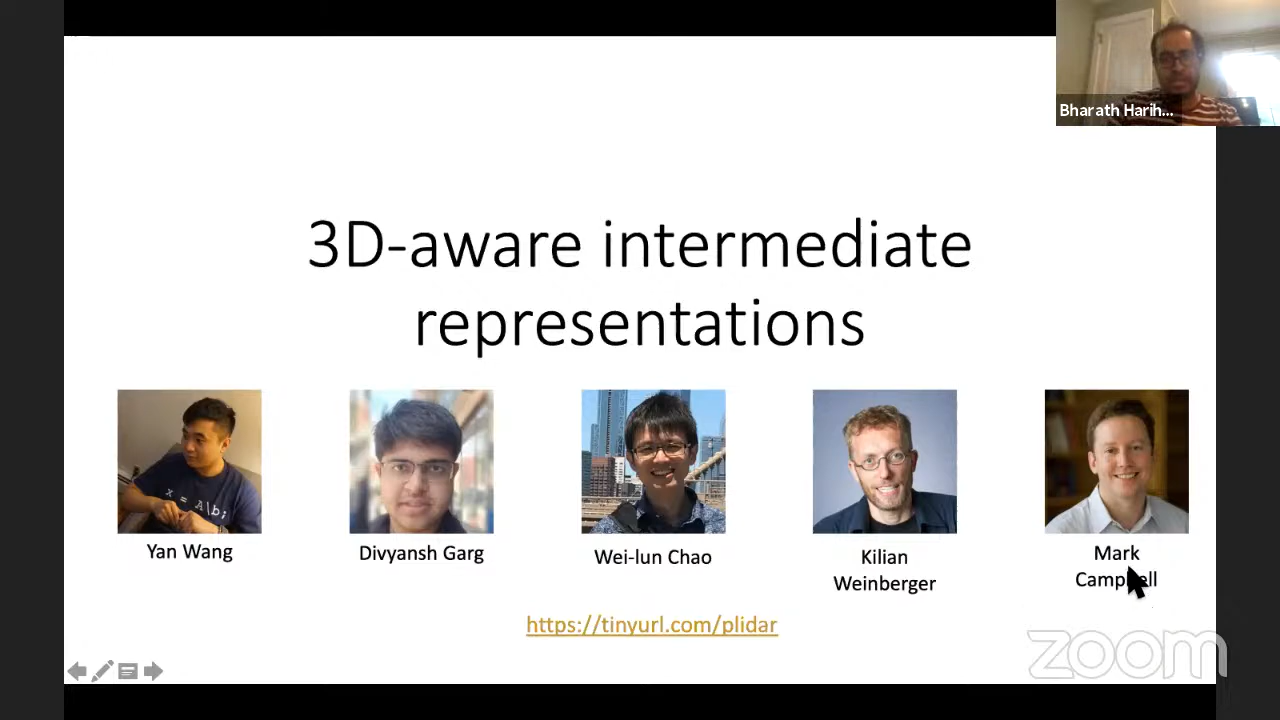 Bharath Harih...
3D-aware intermediate
representations
x = A\b;
Yan Wang
Divyansh Garg
Wei-lun Chao
Kilian
Weinberger
Mark
Campbell
https://tinyurl.com/plidar
zoom